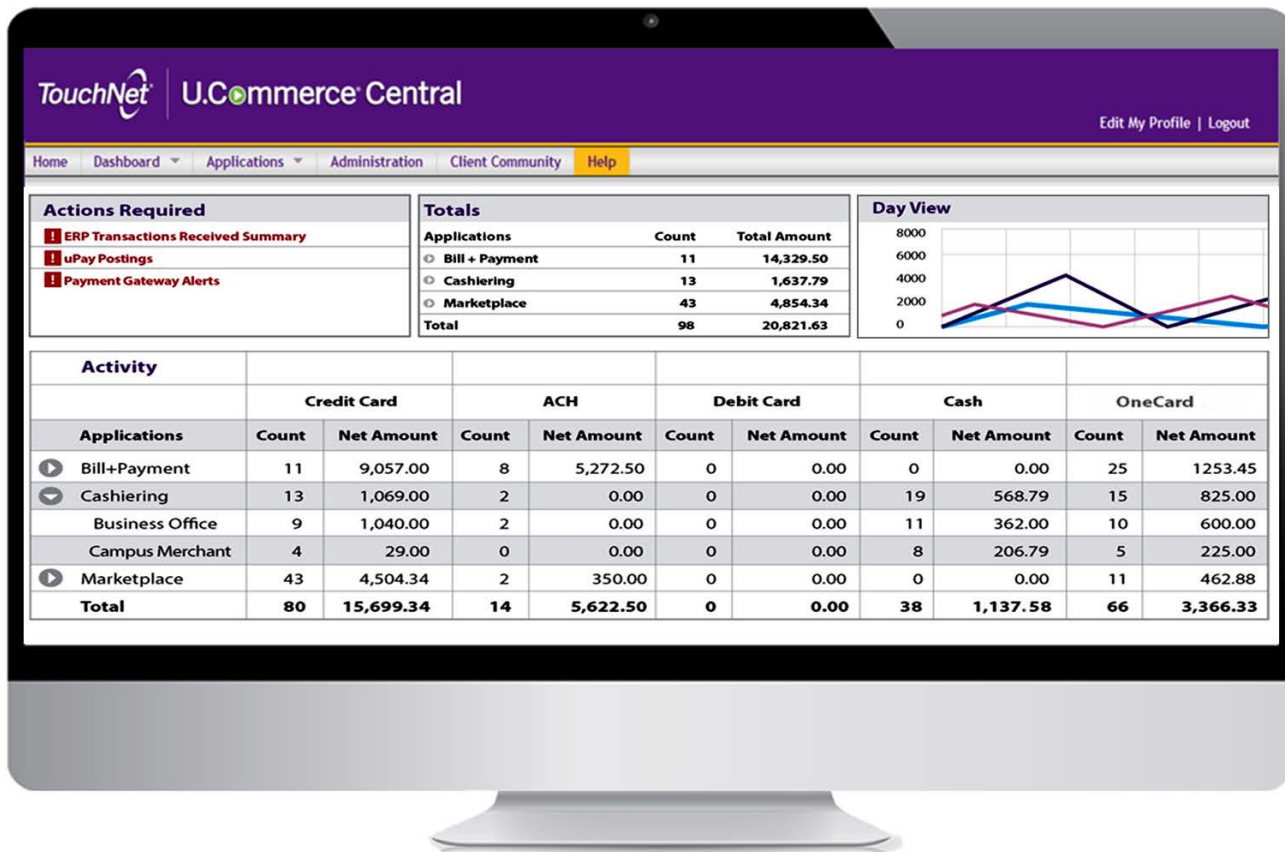 TouchNet U.Commerce Central
Edit My Profile | Logout
Home Dashboard Applications Administration Client Community Help
Actions Required
! ERP Transactions Received Summary
! uPay Postings
! Payment Gateway Alerts
Totals
Applications Count Total Amount
Bill + Payment 11 14,329.50
Cashiering 13 1,637.79
Marketplace 43 4,854.34
Total 98 20,821.63
Day View
8000
6000
4000
2000
0
Activity
Credit Card ACH Debit Card Cash OneCard
Applications Count Net Amount Count Net Amount Count Net Amount Count Net Amount Count Net Amount
Bill+Payment 11 9,057.00 8 5,272.50 0 0.00 0 0.00 25 1253.45
Cashiering 13 1,069.00 2 0.00 0 0.00 19 568.79 15 825.00
Business Office 9 1,040.00 2 0.00 0 0.00 11 362.00 10 600.00
Campus Merchant 4 29.00 0 0.00 0 0.00 8 206.79 5 225.00
Marketplace 43 4,504.34 2 350.00 0 0.00 0 0.00 11 462.88
Total 80 15,699.34 14 5,622.50 0 0.00 38 1,137.58 66 3,366.33